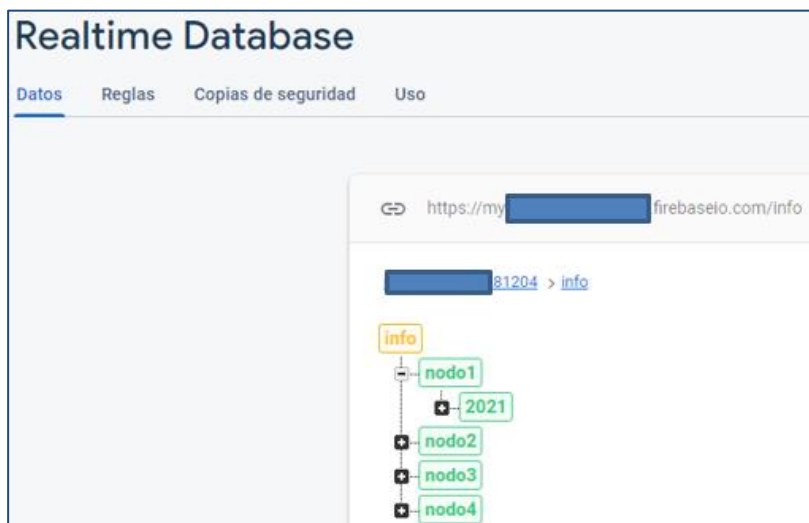 Realtime Database
Datos Reglas Copias de seguridad Uso
https://my firebaseio.com/info
81204 > info
info
nodo1
2021
nodo2
nodo3
nodo4